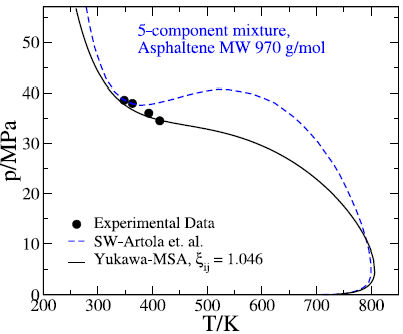 5-component mixture,
Asphaltene MW 970 g/mol
50
40
30
20
10
0
p/MPa
Experimental Data
SW-Artola et. al.
Yukawa-MSA, ξij = 1.046
200 300 400 500 600 700 800
T/K